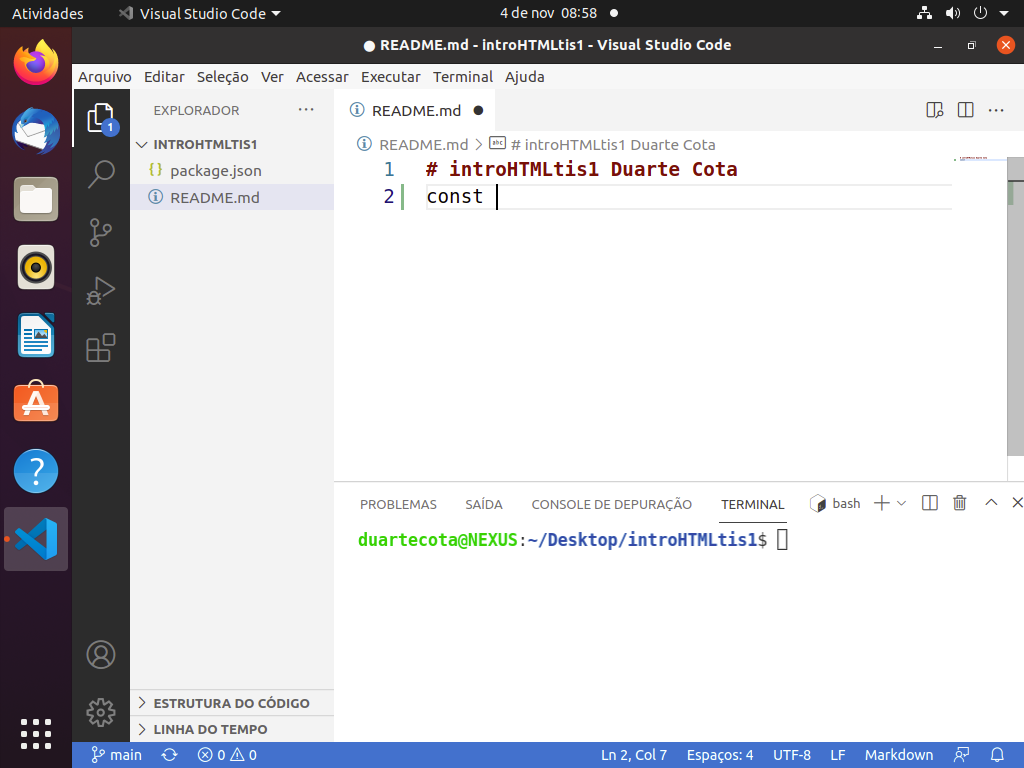 Atividades Visual Studio Code 4 de nov 08:58
README.md - introHTMLtis1 - Visual Studio Code
Arquivo Editar Seleção Ver Acessar Executar Terminal Ajuda
EXPLORADOR
README.md
INTROHTMLTIS1
package.json
README.md
1
README.md # introHTMLtis1 Duarte Cota
1 # introHTMLtis1 Duarte Cota
2 const
PROBLEMAS SAÍDA CONSOLE DE DEPURAÇÃO TERMINAL bash
duartecota@NEXUS:~/Desktop/introHTMLtis1$
ESTRUTURA DO CÓDIGO
LINHA DO TEMPO
main 0 0 Ln 2, Col 7 Espaços: 4 UTF-8 LF Markdown